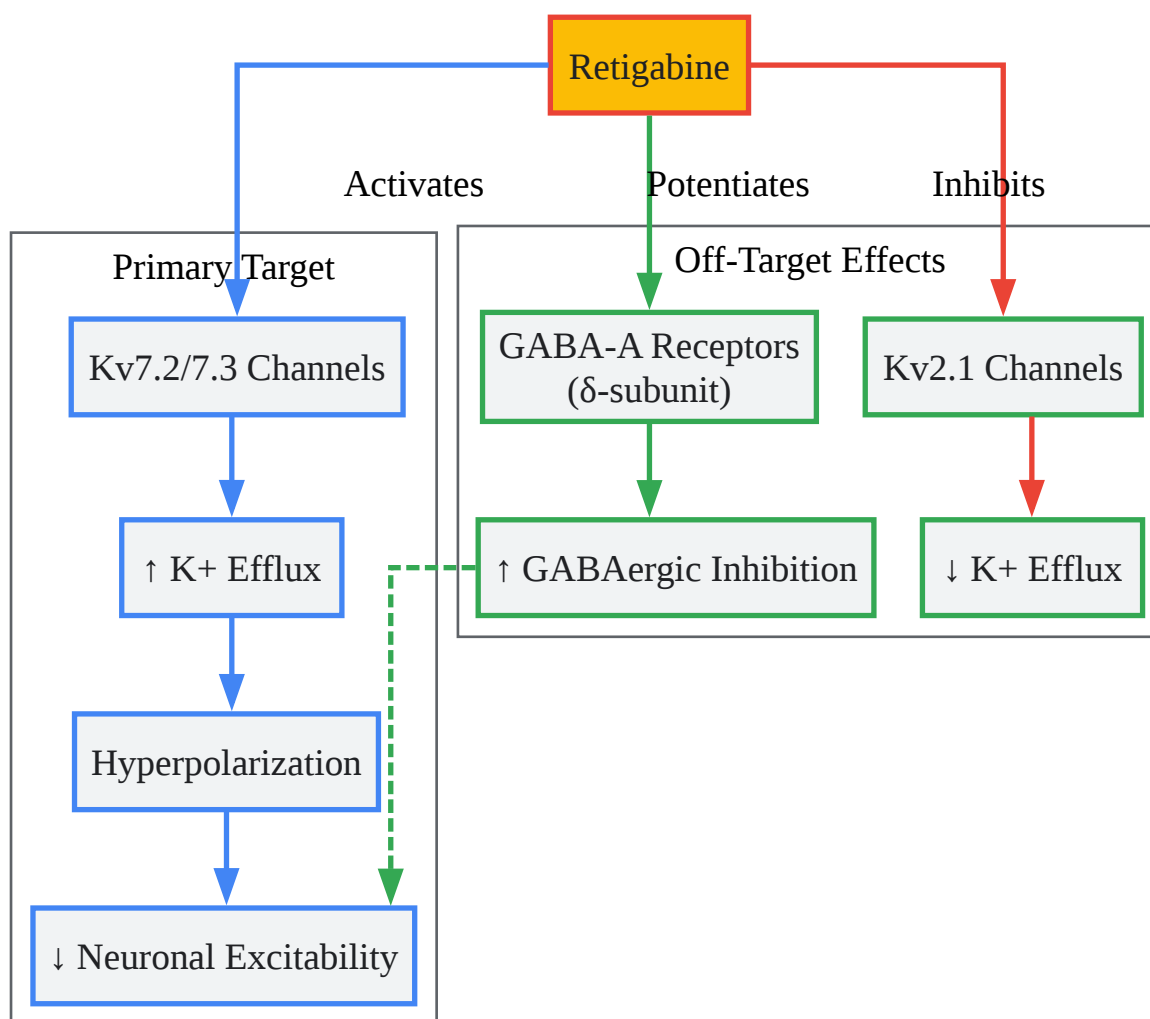 Retigabine
Activates
Potentiates
Inhibits
Primary Target
Off-Target Effects
Kv7.2/7.3 Channels
GABA-A Receptors
(δ-subunit)
Kv2.1 Channels
↑ K+ Efflux
↑ GABAergic Inhibition
↓ K+ Efflux
Hyperpolarization
↓ Neuronal Excitability